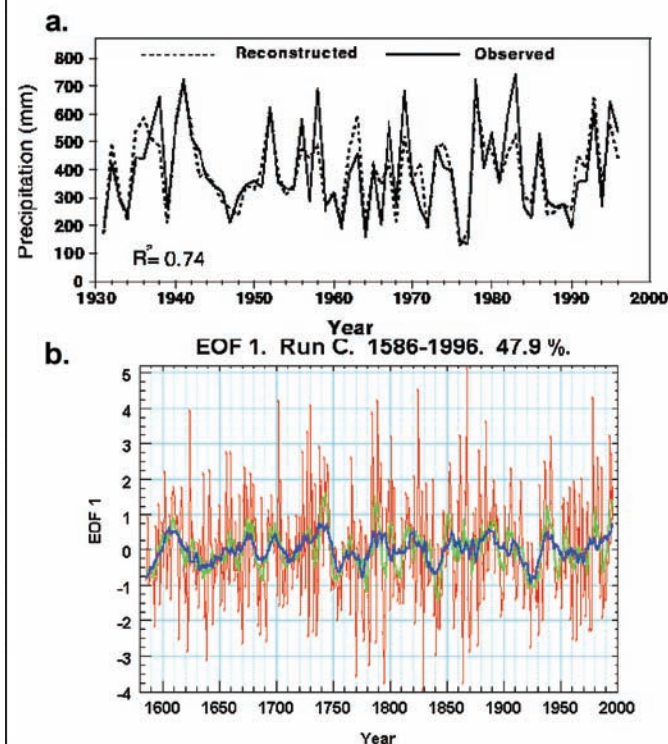 a.
Reconstructed Observed
Precipitation (mm)
800
700
600
500
400
300
200
100
0
R²= 0.74
1930 1940 1950 1960 1970 1980 1990 2000
Year
b.
EOF 1. Run C. 1586-1996. 47.9 %.
EOF 1
5
4
3
2
1
0
-1
-2
-3
-4
1600 1650 1700 1750 1800 1850 1900 1950 2000
Year